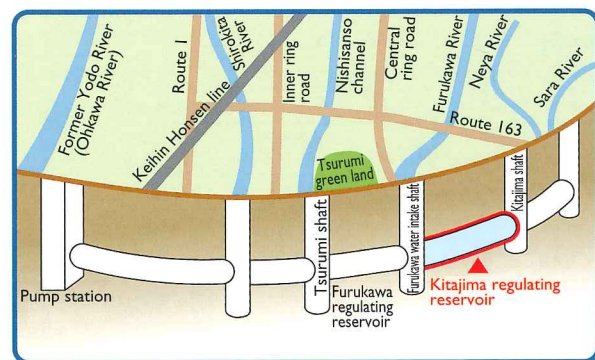 Former Yodo River
(Ohkawa River)
Route 1
Shirokita
River
Keihin Honsen line
Inner ring
road
Nishisanso
channel
Central
ring road
Furukawa River
Neya River
Sara River
Route 163
Tsurumi
green land
Pump station
Tsurumi shaft
Furukawa
regulating
reservoir
Furukawa water intake shaft
Kitajima shaft
Kitajima regulating
reservoir